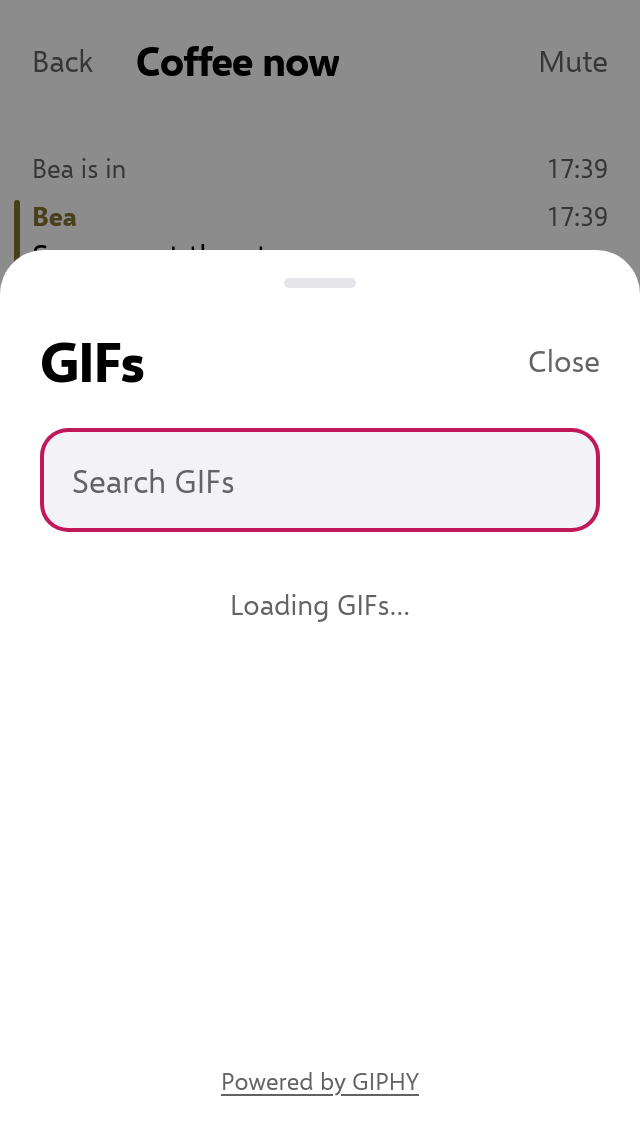 Back Coffee now Mute
Bea is in 17:39
Bea 17:39
GIFs Close
Search GIFs
Loading GIFs...
Powered by GIPHY